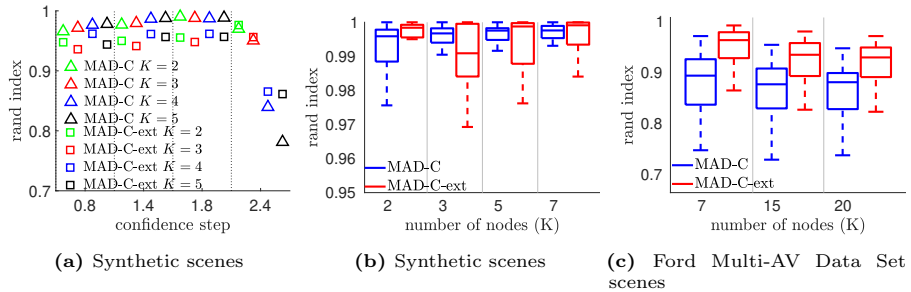 1
0.9
0.8
0.7
rand index
MAD-C K = 2
MAD-C K = 3
MAD-C K = 4
MAD-C K = 5
MAD-C-ext K = 2
MAD-C-ext K = 3
MAD-C-ext K = 4
MAD-C-ext K = 5
0.8 1.4 1.8 2.4
confidence step
(a) Synthetic scenes
1
0.99
0.98
0.97
0.96
0.95
rand index
MAD-C
MAD-C-ext
2 3 5 7
number of nodes (K)
(b) Synthetic scenes
1
0.9
0.8
0.7
rand index
MAD-C
MAD-C-ext
7 15 20
number of nodes (K)
(c) Ford Multi-AV Data Set
scenes